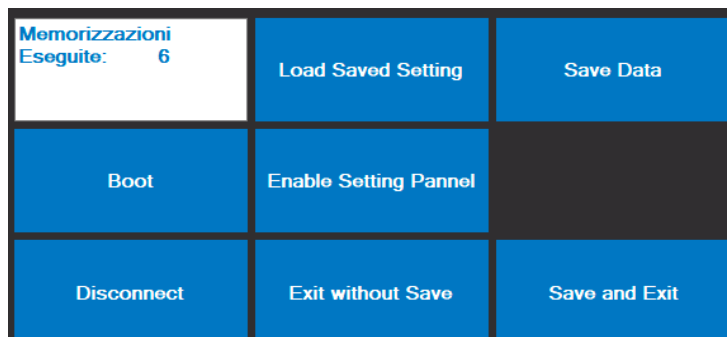 Memorizzazioni
Eseguite: 6
Load Saved Setting
Save Data
Boot
Enable Setting Pannel
Disconnect
Exit without Save
Save and Exit